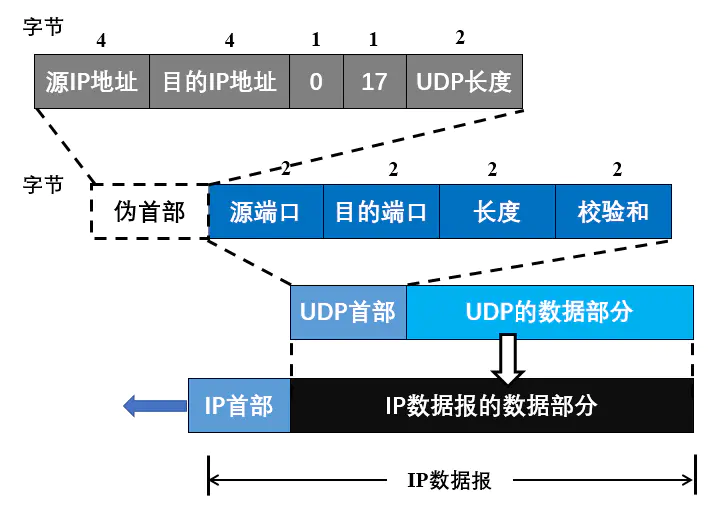 字节
4 4 1 1 2
源IP地址 目的IP地址 0 17 UDP长度
字节 2 2 2 2
伪首部 源端口 目的端口 长度 校验和
UDP首部 UDP的数据部分
IP首部 IP数据报的数据部分
IP数据报